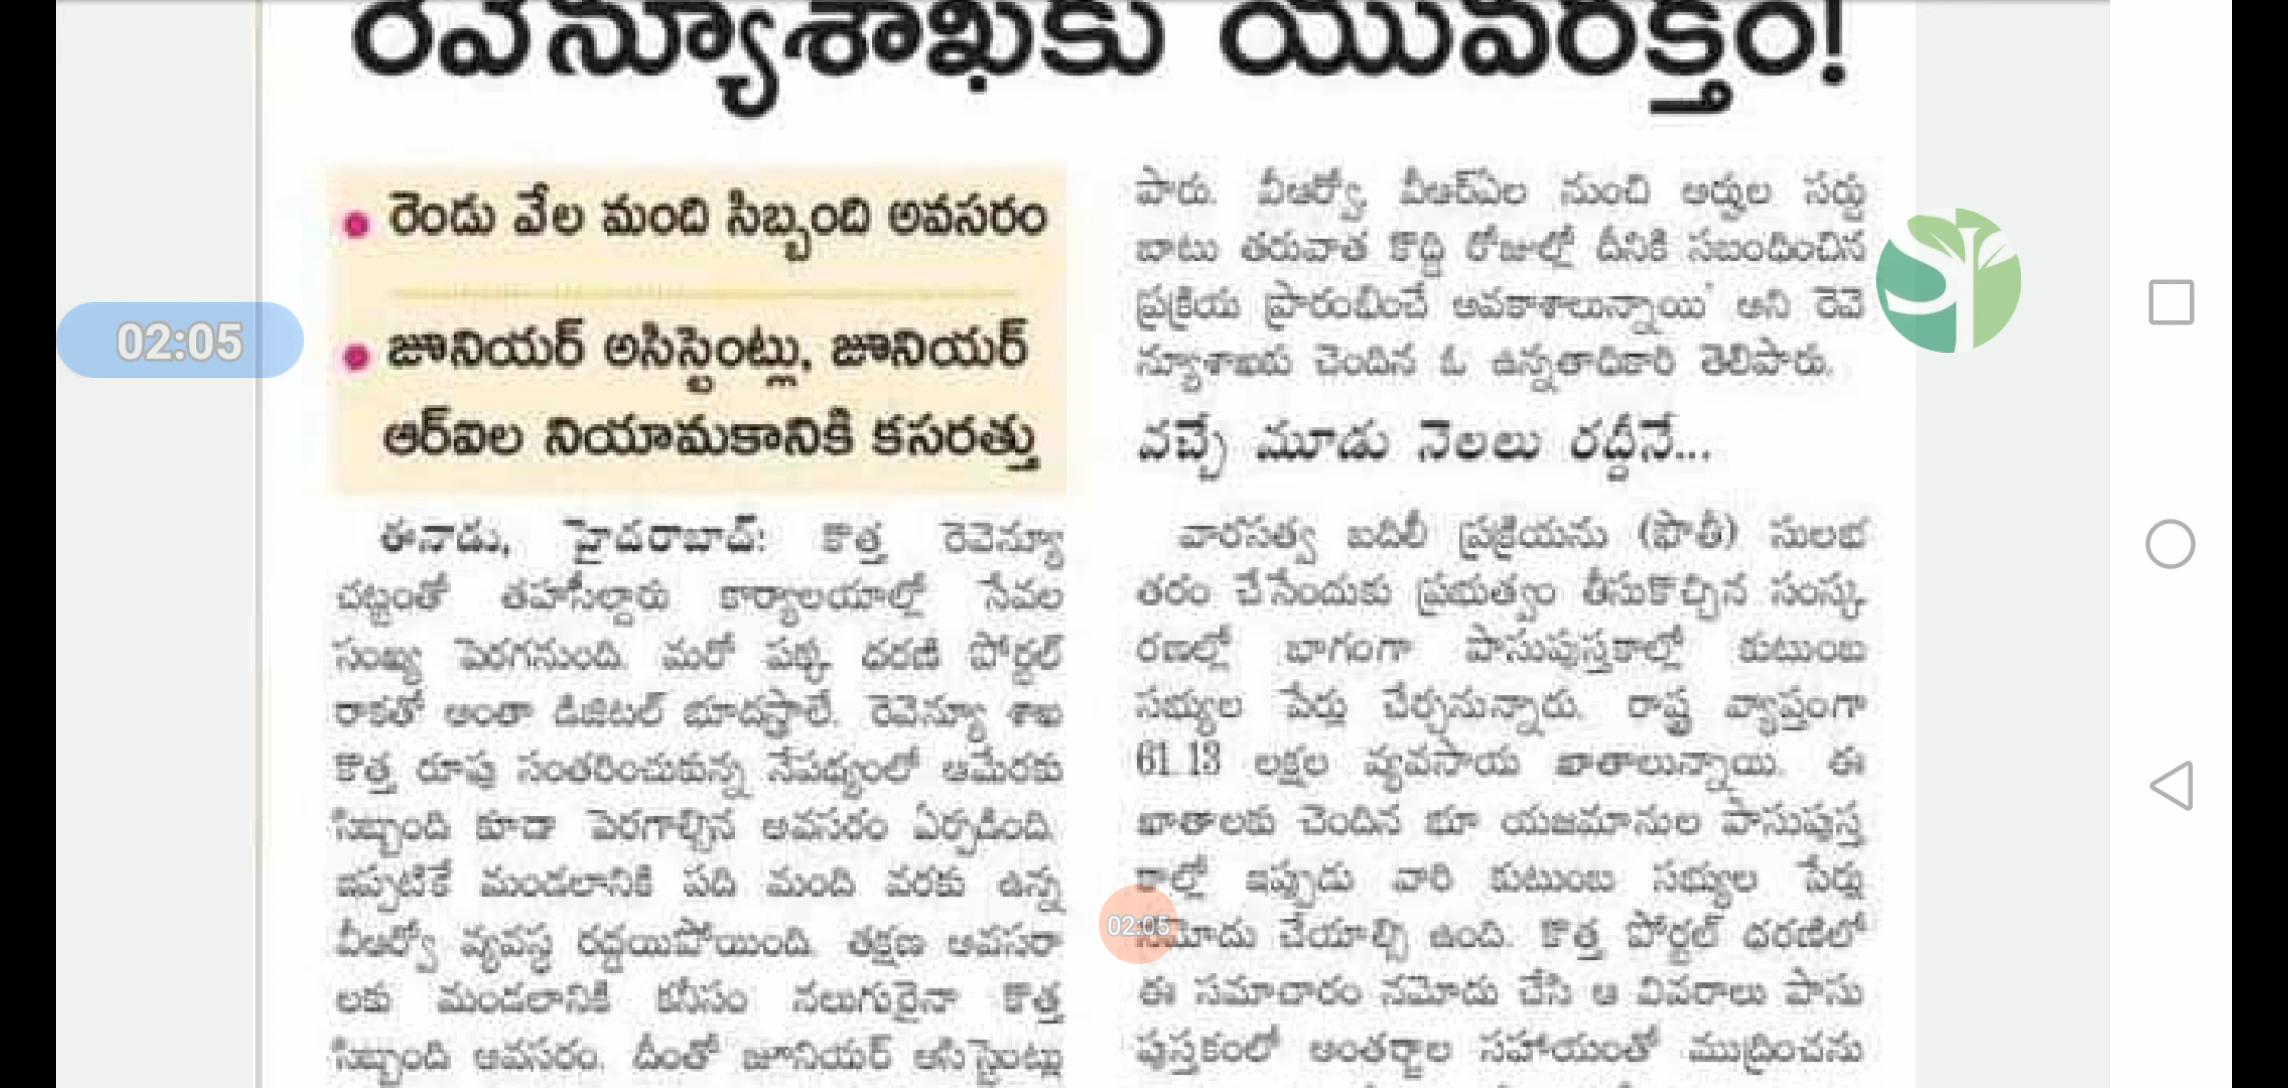 రెవెన్యూశాఖకు యువరక్తం!
• రెండు వేల మంది సిబ్బంది అవసరం
• జూనియర్ అసిస్టెంట్లు, జూనియర్
ఆర్ఐల నియామకానికి కసరత్తు
ఈనాడు, హైదరాబాద్: కొత్త రెవెన్యూ
చట్టంతో తహసీల్దారు కార్యాలయాల్లో సేవల
సంఖ్య పెరగనుంది. మరో పక్క ధరణి పోర్టల్
రాకతో అంతా డిజిటల్ భూదస్త్రాలే. రెవెన్యూ శాఖ
కొత్త రూపు సంతరించుకున్న నేపథ్యంలో ఆమేరకు
సిబ్బంది కూడా పెరగాల్సిన అవసరం ఏర్పడింది.
ఇప్పటికే మండలానికి పది మంది వరకు ఉన్న
వీఆర్వో వ్యవస్థ రద్దయిపోయింది. తక్షణ అవసరా
లకు మండలానికి కనీసం నలుగురైనా కొత్త
సిబ్బంది అవసరం. దీంతో జూనియర్ అసిస్టెంట్లు
పారు. వీఆర్వో, వీఆర్ఏల నుంచి అర్హుల సర్దు
బాటు తరువాత కొద్ది రోజుల్లో దీనికి సబంధించిన
ప్రక్రియ ప్రారంభించే అవకాశాలున్నాయి' అని రెవె
న్యూశాఖకు చెందిన ఓ ఉన్నతాధికారి తెలిపారు.
వచ్చే మూడు నెలలు రద్దీనే...
వారసత్వ బదిలీ ప్రక్రియను (ఫౌతీ) సులభ
తరం చేసేందుకు ప్రభుత్వం తీసుకొచ్చిన సంస్క
రణల్లో భాగంగా పాసుపుస్తకాల్లో కుటుంబ
సభ్యుల పేర్లు చేర్చనున్నారు. రాష్ట్ర వ్యాప్తంగా
61.13 లక్షల వ్యవసాయ ఖాతాలున్నాయి. ఈ
ఖాతాలకు చెందిన భూ యజమానుల పాసుపుస్త
కాల్లో ఇప్పుడు వారి కుటుంబ సభ్యుల పేర్లు
నమోదు చేయాల్సి ఉంది. కొత్త పోర్టల్ ధరణిలో
ఈ సమాచారం నమోదు చేసి ఆ వివరాలు పాసు
పుస్తకంలో అంతర్జాల సహాయంతో ముద్రించను
02:05
02:05